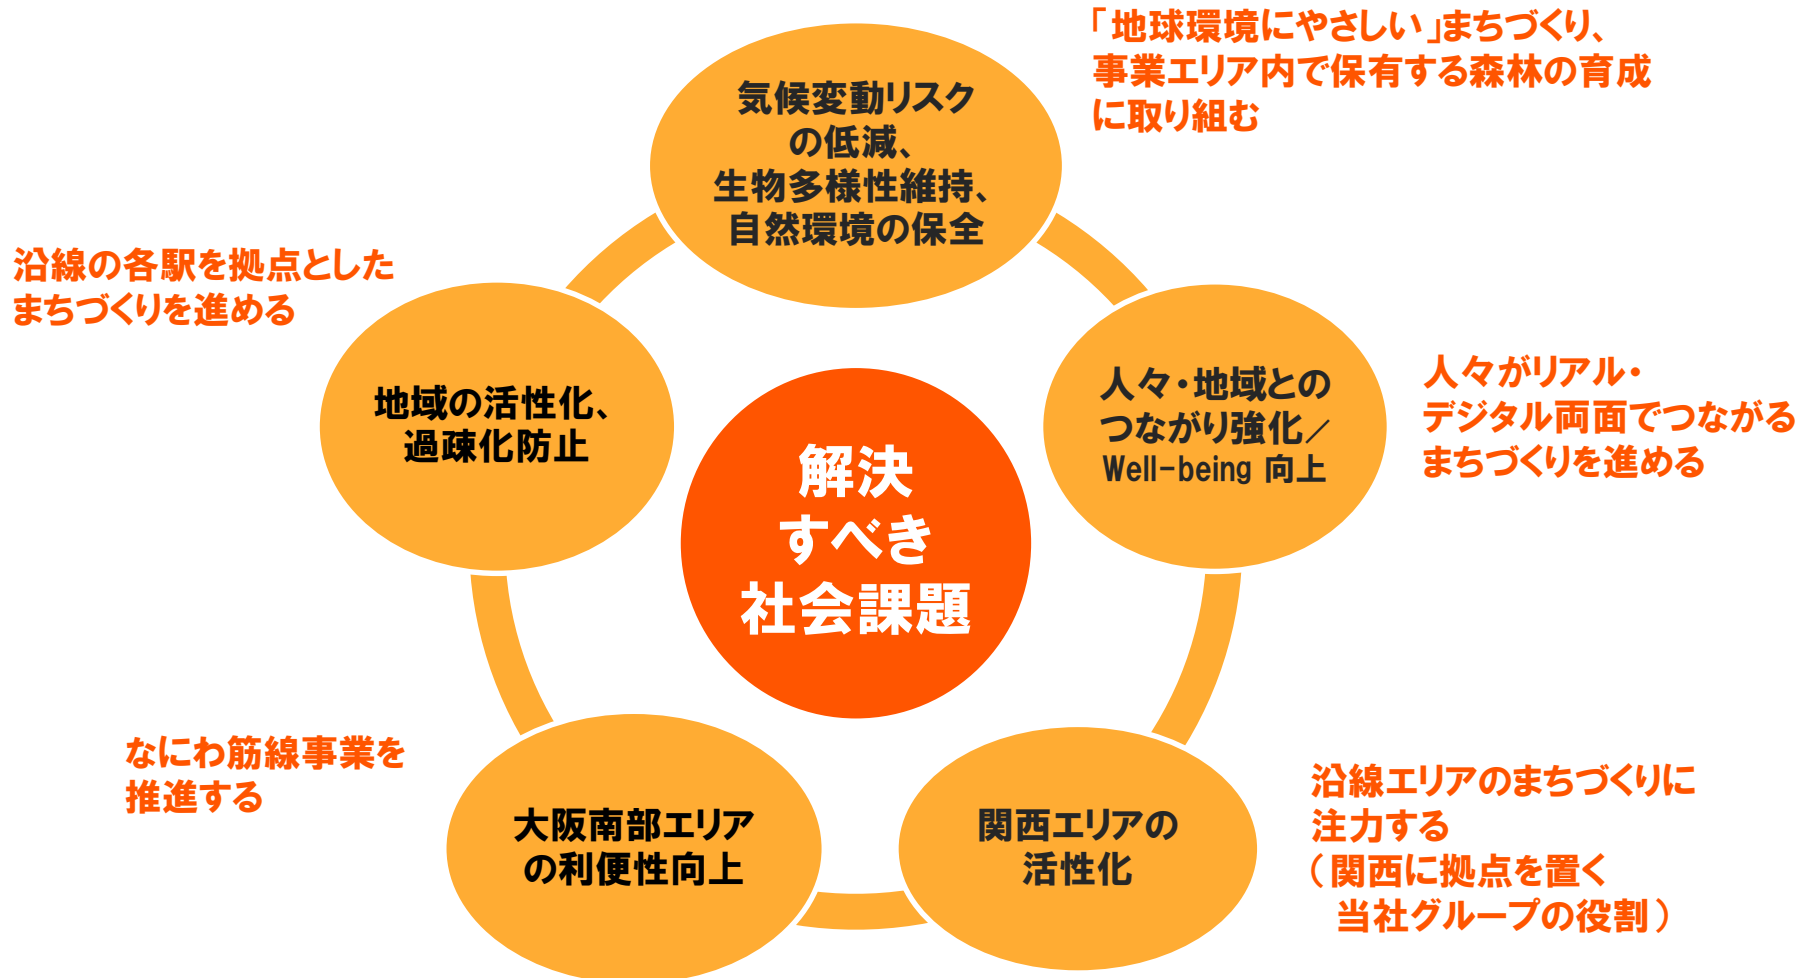 「地球環境にやさしい」まちづくり、
事業エリア内で保有する森林の育成
に取り組む
気候変動リスク
の低減、
生物多様性維持、
自然環境の保全
沿線の各駅を拠点とした
まちづくりを進める
地域の活性化、
過疎化防止
人々・地域との
つながり強化／
Well-being 向上
人々がリアル・
デジタル両面でつながる
まちづくりを進める
解決
すべき
社会課題
なにわ筋線事業を
推進する
大阪南部エリア
の利便性向上
関西エリアの
活性化
沿線エリアのまちづくりに
注力する
（関西に拠点を置く
当社グループの役割）